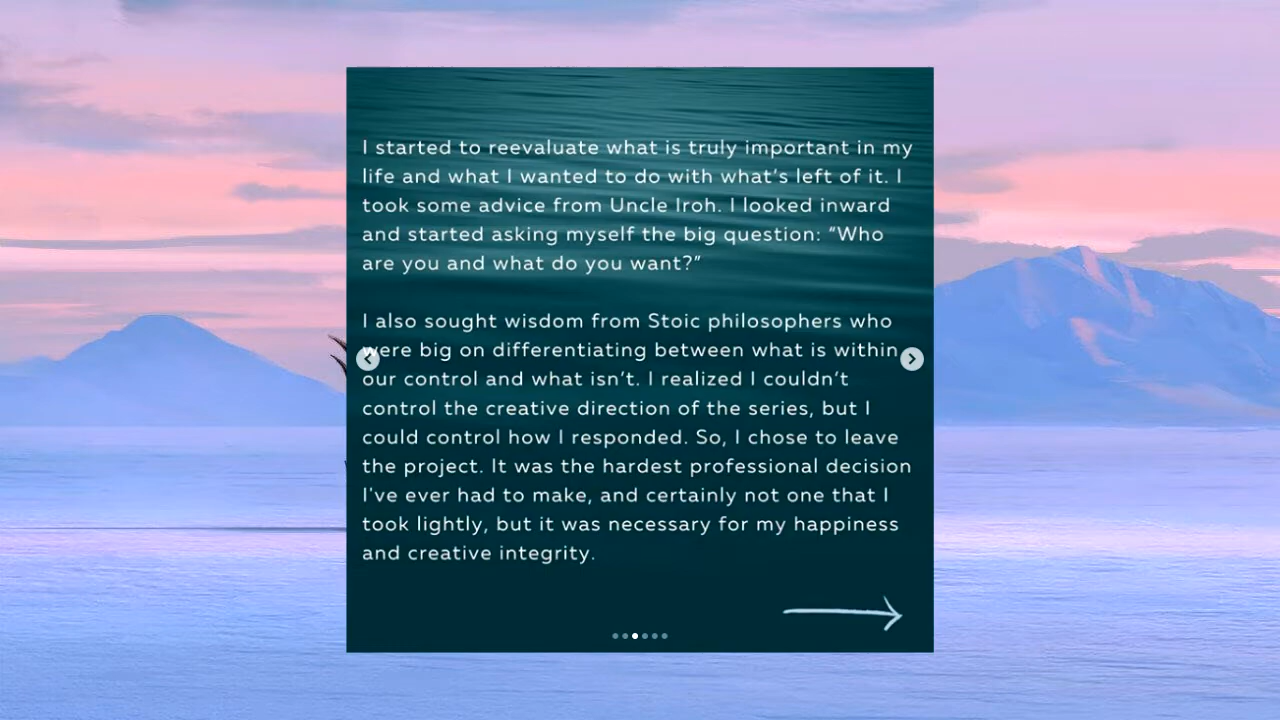 I started to reevaluate what is truly important in my
life and what I wanted to do with what’s left of it. I
took some advice from Uncle Iroh. I looked inward
and started asking myself the big question: “Who
are you and what do you want?”
I also sought wisdom from Stoic philosophers who
were big on differentiating between what is within
our control and what isn’t. I realized I couldn’t
control the creative direction of the series, but I
could control how I responded. So, I chose to leave
the project. It was the hardest professional decision
I've ever had to make, and certainly not one that I
took lightly, but it was necessary for my happiness
and creative integrity.